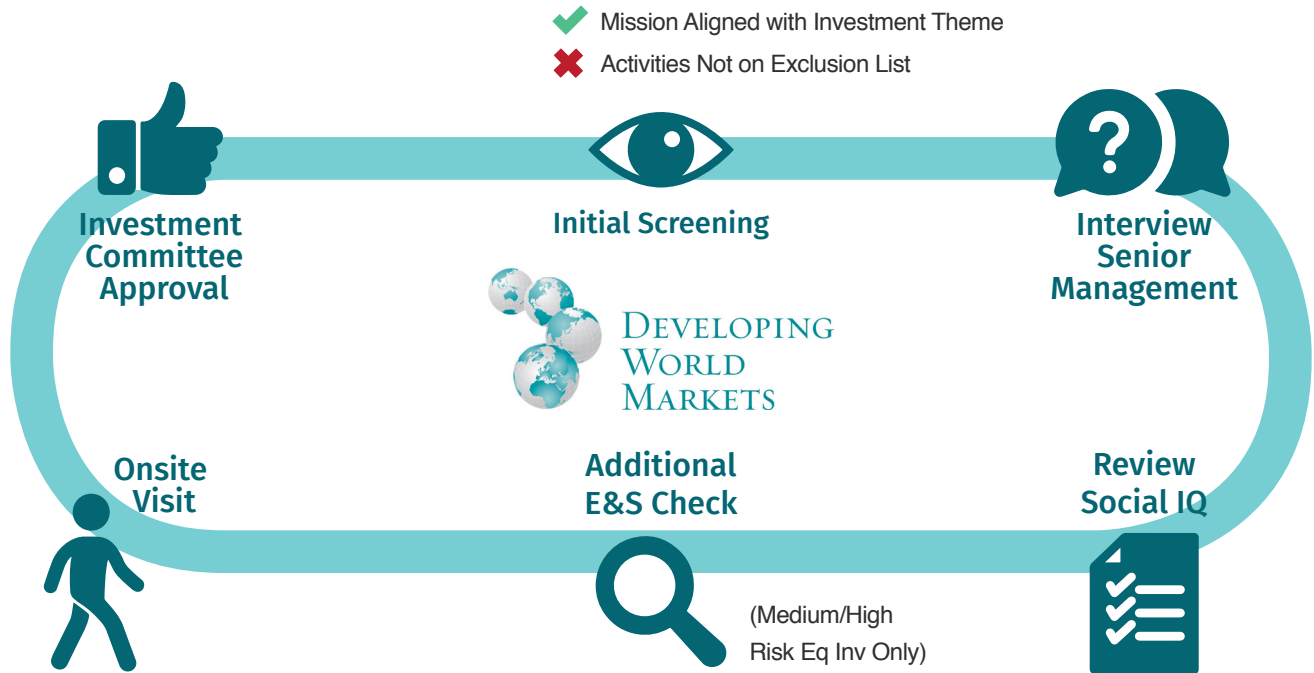 Mission Aligned with Investment Theme
Activities Not on Exclusion List
?
Investment
Committee
Approval
Initial Screening
Interview
Senior
Management
DEVELOPING
WORLD
MARKETS
Onsite
Visit
Additional
E&S Check
Review
Social IQ
(Medium/High
Risk Eq Inv Only)